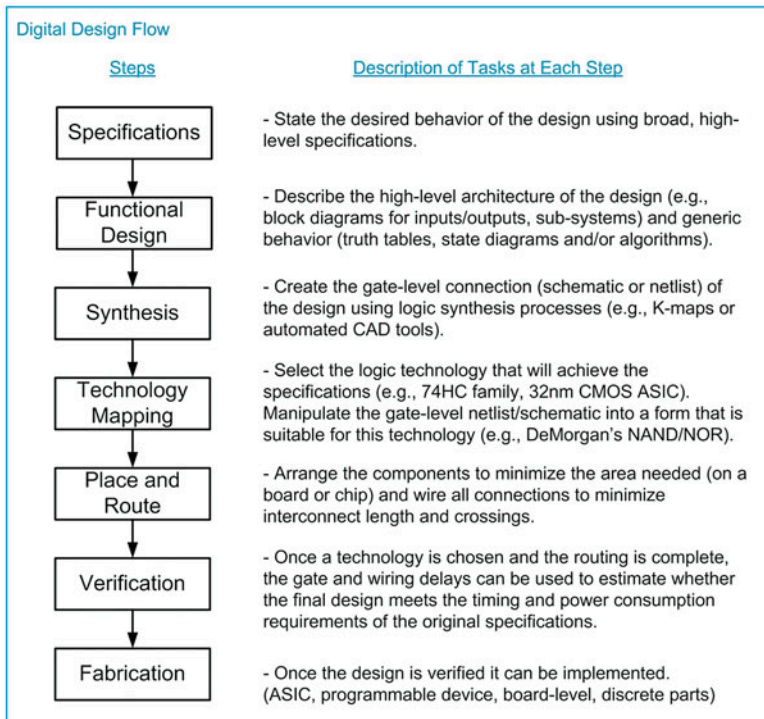 Digital Design Flow
Steps
Description of Tasks at Each Step
Specifications
- State the desired behavior of the design using broad, high-
level specifications.
Functional
Design
- Describe the high-level architecture of the design (e.g.,
block diagrams for inputs/outputs, sub-systems) and generic
behavior (truth tables, state diagrams and/or algorithms).
Synthesis
- Create the gate-level connection (schematic or netlist) of
the design using logic synthesis processes (e.g., K-maps or
automated CAD tools).
Technology
Mapping
- Select the logic technology that will achieve the
specifications (e.g., 74HC family, 32nm CMOS ASIC).
Manipulate the gate-level netlist/schematic into a form that is
suitable for this technology (e.g., DeMorgan's NAND/NOR).
Place and
Route
- Arrange the components to minimize the area needed (on a
board or chip) and wire all connections to minimize
interconnect length and crossings.
Verification
- Once a technology is chosen and the routing is complete,
the gate and wiring delays can be used to estimate whether
the final design meets the timing and power consumption
requirements of the original specifications.
Fabrication
- Once the design is verified it can be implemented.
(ASIC, programmable device, board-level, discrete parts)